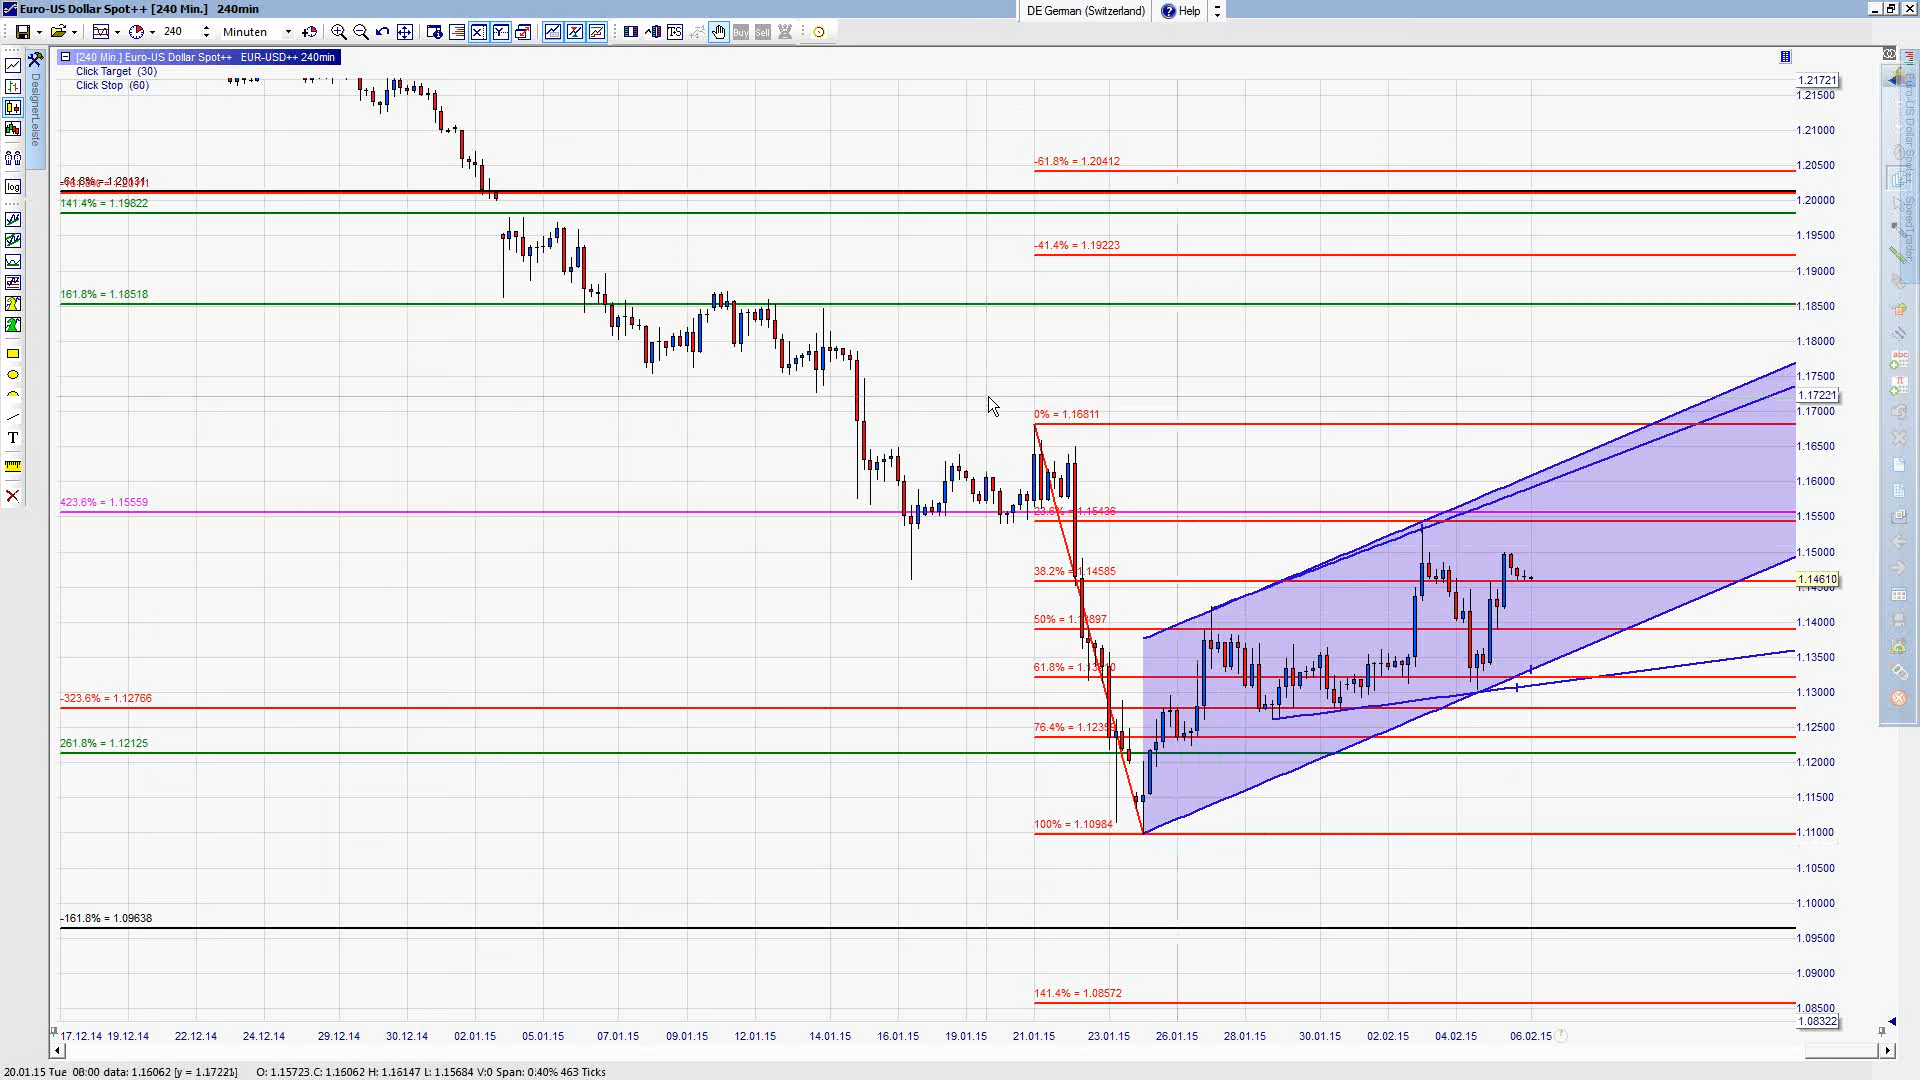 Euro-US Dollar Spot++ [240 Min.]   240min
DE German (Switzerland)
Help
240
Minuten
Buy
Sell
DesignerLeiste
log
T
[240 Min.] Euro-US Dollar Spot++   EUR-USD++ 240min
Click Target  (30)
Click Stop  (60)
141.4% = 1.19822
161.8% = 1.18518
423.6% = 1.15559
-323.6% = 1.12766
261.8% = 1.12125
-161.8% = 1.09638
-61.8% = 1.20412
-41.4% = 1.19223
0% = 1.16811
23.6% = 1.15436
38.2% = 1.14585
50% = 1.13897
61.8% =
76.4% =
100% = 1.10984
141.4% = 1.08572
1.21721
1.21500
1.21000
1.20500
1.20000
1.19500
1.19000
1.18500
1.18000
1.17500
1.17221
1.17000
1.16500
1.16000
1.15500
1.15000
1.14610
1.14000
1.13500
1.13000
1.12500
1.12000
1.11500
1.11000
1.10500
1.10000
1.09500
1.09000
1.08500
1.08322
17.12.14 19.12.14 22.12.14 24.12.14 29.12.14 30.12.14 02.01.15 05.01.15 07.01.15 09.01.15 12.01.15 14.01.15 16.01.15 19.01.15 21.01.15 23.01.15 26.01.15 28.01.15 30.01.15 02.02.15 04.02.15 06.02.15
20.01.15 Tue  08:00 data: 1.16062 [y = 1.17221]   O: 1.15723 C: 1.16062 H: 1.16147 L: 1.15684 V:0 Span: 0.40% 463 Ticks